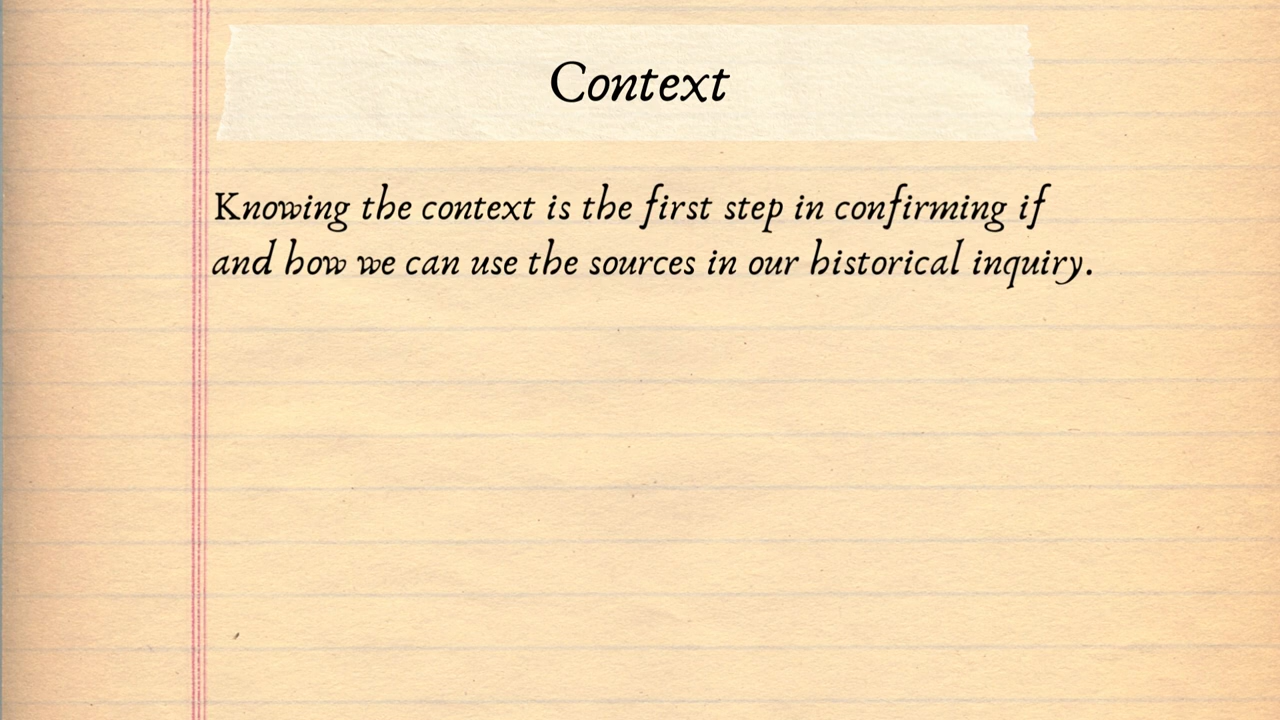 Context
Knowing the context is the first step in confirming if
and how we can use the sources in our historical inquiry.